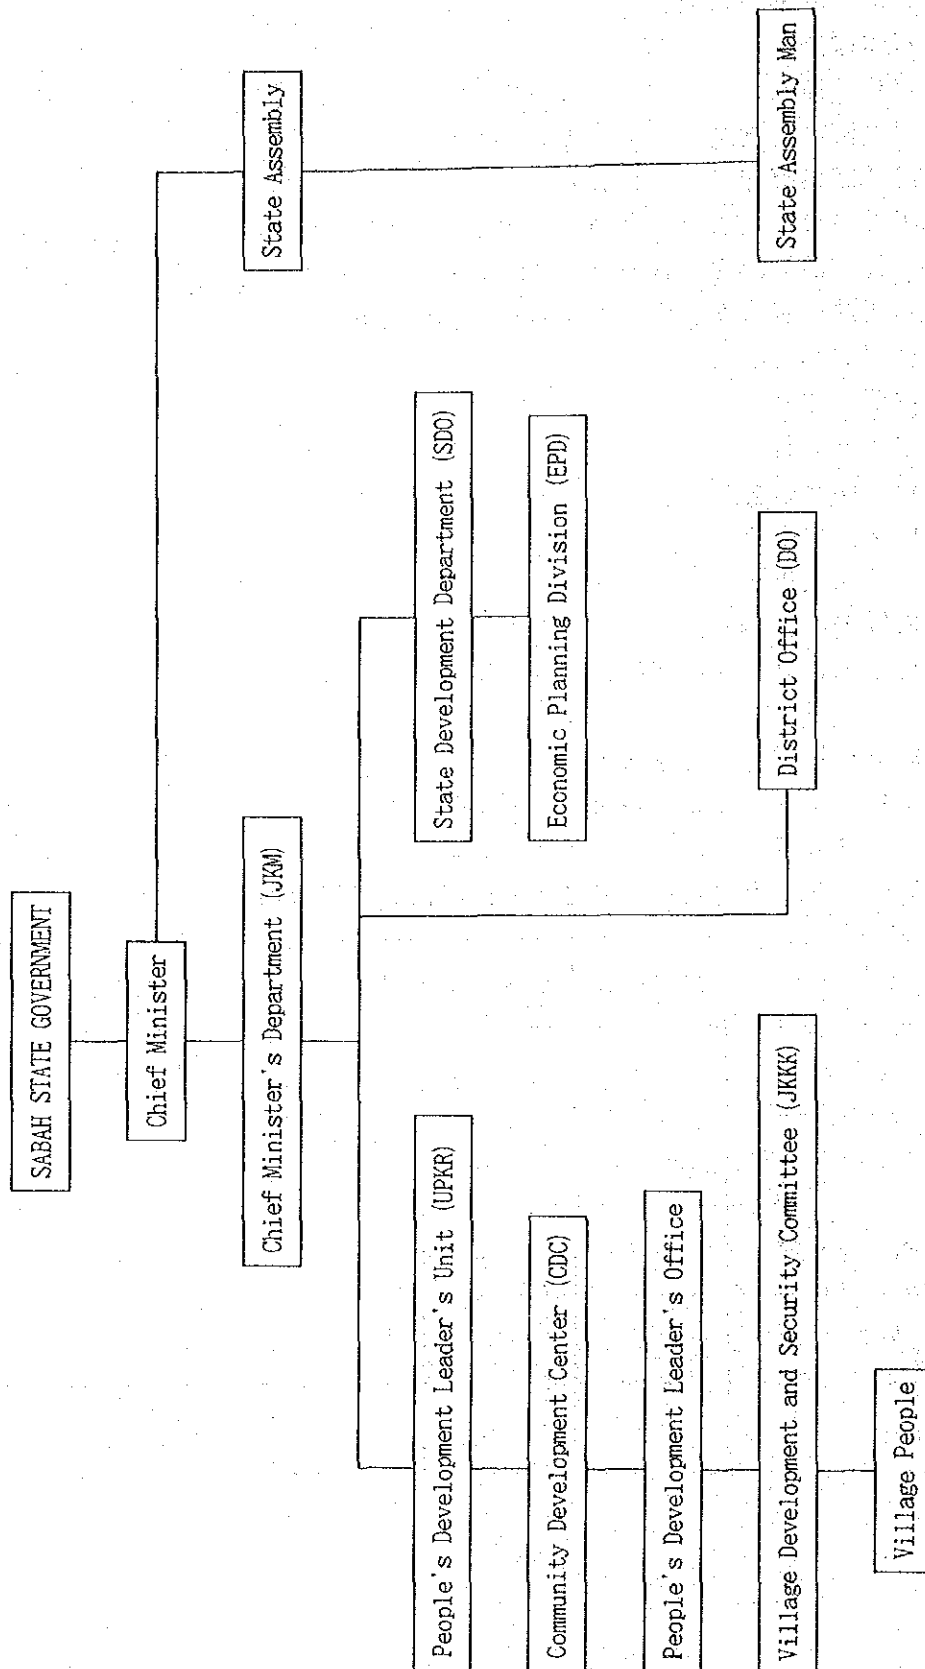 SABAH STATE GOVERNMENT
Chief Minister
Chief Minister's Department (JKM)
State Assembly
People's Development Leader's Unit (UPKR)
State Development Department (SDO)
Community Development Center (CDC)
Economic Planning Division (EPD)
People's Development Leader's Office
Village Development and Security Committee (JKKK)
District Office (DO)
State Assembly Man
Village People